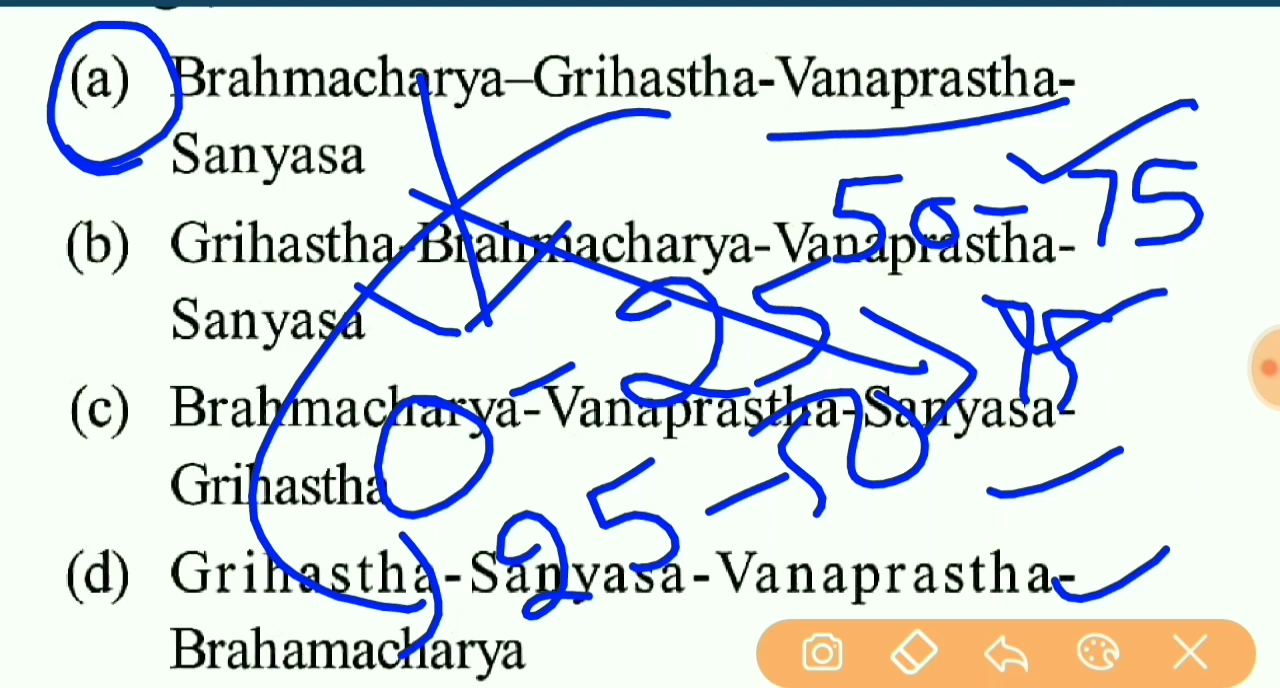 (a) Brahmacharya–Grihastha-Vanaprastha-
Sanyasa
50-75
(b) Grihastha-Brahmacharya-Vanaprastha-
Sanyasa
0-25
75
(c) Brahmacharya-Vanaprastha-Sanyasa-
Grihastha
25-50
(d) Grihastha-Sanyasa-Vanaprastha-
Brahamacharya